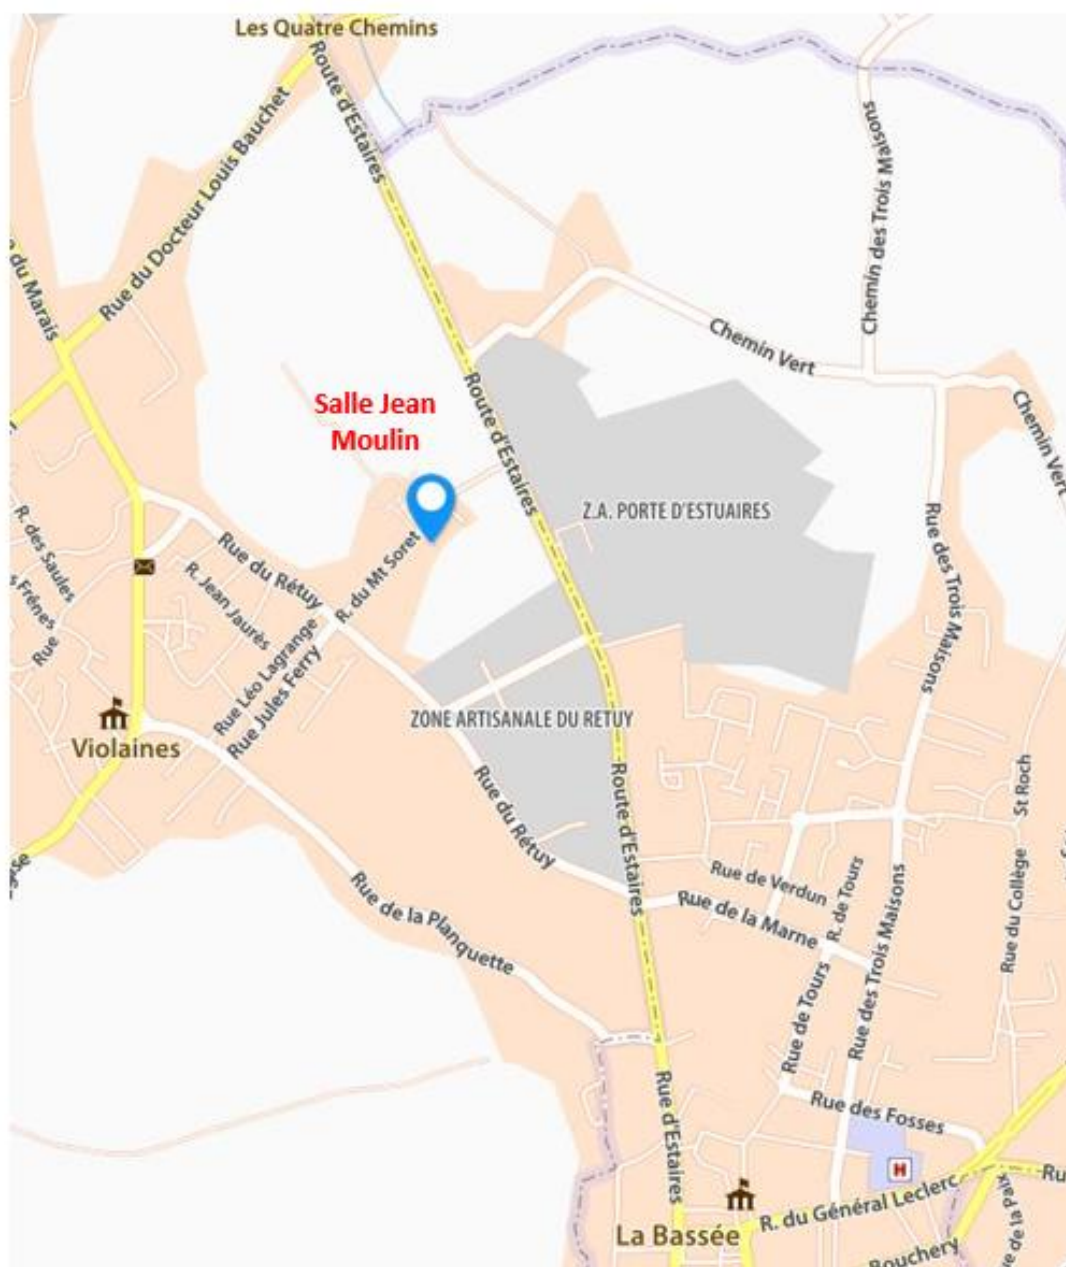 Les Quatre Chemins
Route d'Estaires
Rue du Docteur Louis Bauchet
Chemin des Trois Maisons
du Marais
Chemin Vert
Chemin Vert
Route d'Estaires
Salle Jean
Moulin
Z.A. PORTE D'ESTUAIRES
R. des Saules
Frênes
Rue
Rue du Rétuy
R. Jean Jaurès
R. du Mt Soret
Rue Léo Lagrange
Rue Jules Ferry
Rue des Trois Maisons
ZONE ARTISANALE DU RETUY
Violaines
Route d'Estaires
Rue du Rétuy
St Roch
Rue du Collège
Rue de Verdun
R. de Tours
Rue de la Marne
Rue des Trois Maisons
Rue de la Planquette
Rue de Tours
Rue d'Estaires
Rue des Fosses
H
La Bassée
R. du Général Leclerc
Ru
de la Paix
Bouchery